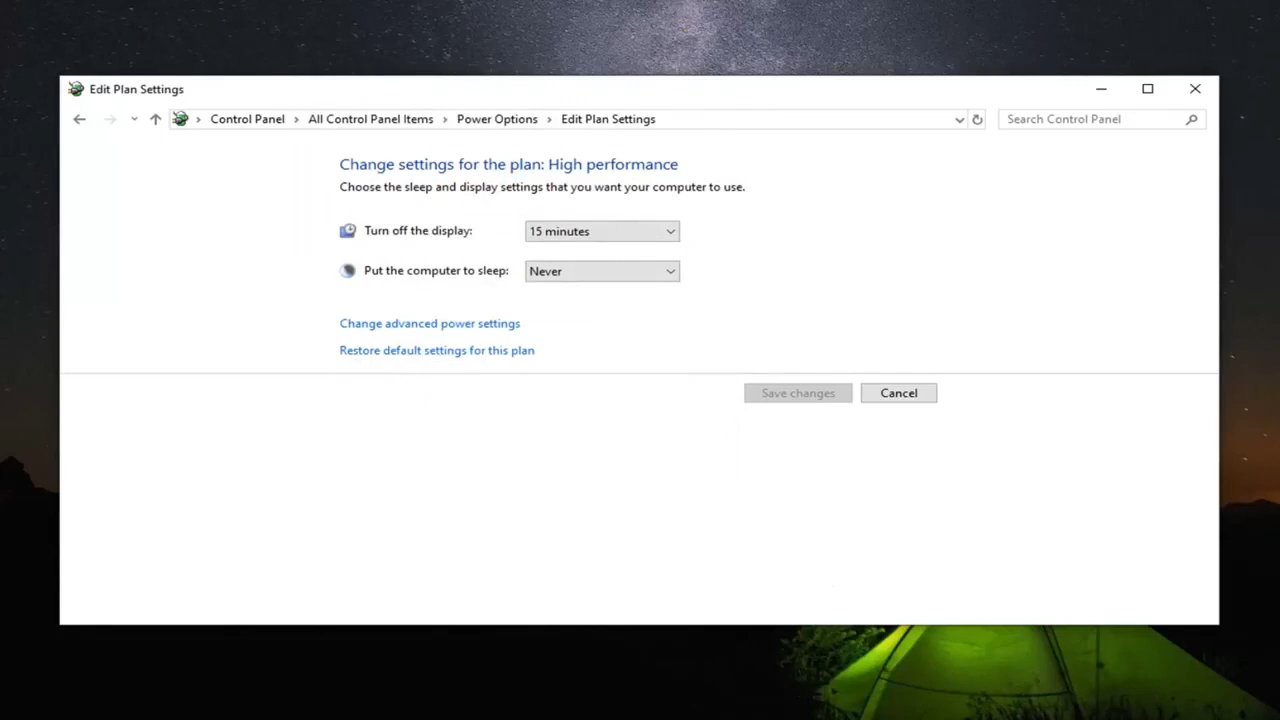 Edit Plan Settings
Control Panel > All Control Panel Items > Power Options > Edit Plan Settings
Search Control Panel
Change settings for the plan: High performance
Choose the sleep and display settings that you want your computer to use.
Turn off the display: 15 minutes
Put the computer to sleep: Never
Change advanced power settings
Restore default settings for this plan
Save changes Cancel